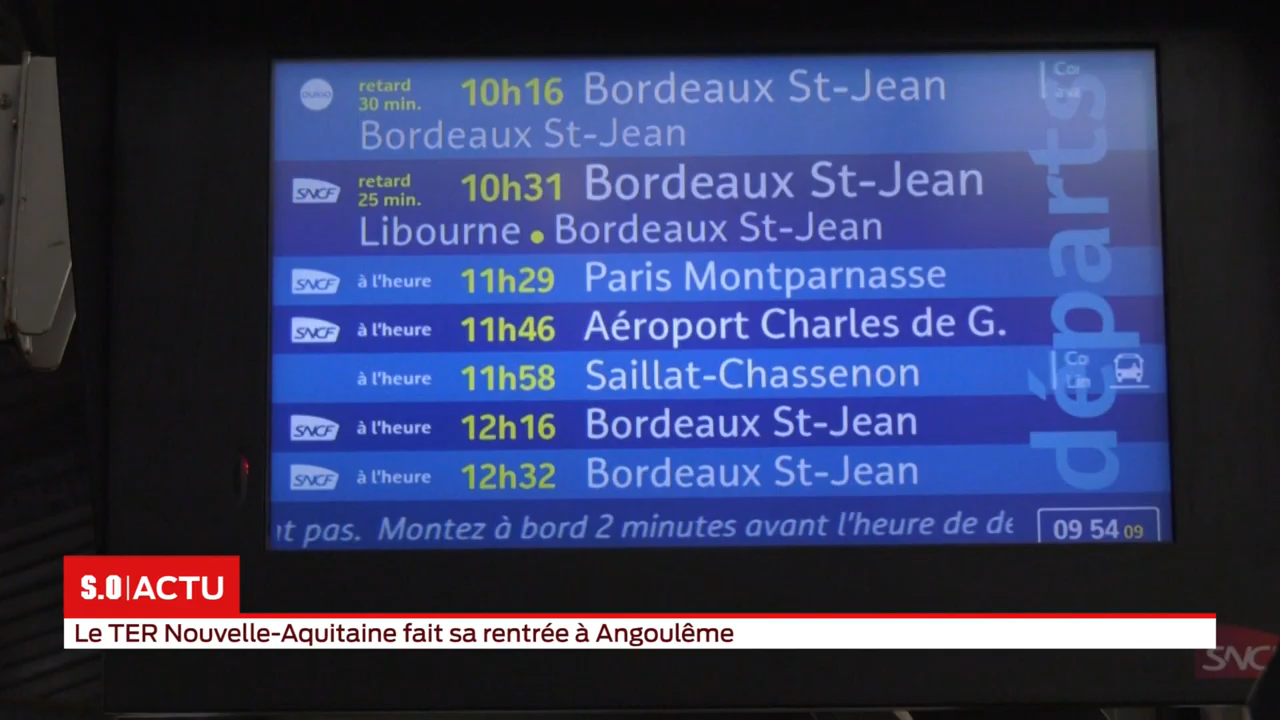 OUIGO retard 30 min. 10h16 Bordeaux St-Jean
Bordeaux St-Jean
SNCF retard 25 min. 10h31 Bordeaux St-Jean
Libourne • Bordeaux St-Jean
SNCF à l'heure 11h29 Paris Montparnasse
SNCF à l'heure 11h46 Aéroport Charles de G.
à l'heure 11h58 Saillat-Chassenon
SNCF à l'heure 12h16 Bordeaux St-Jean
SNCF à l'heure 12h32 Bordeaux St-Jean
départs
pas. Montez à bord 2 minutes avant l'heure de
09 54 09
S.O|ACTU
Le TER Nouvelle-Aquitaine fait sa rentrée à Angoulême